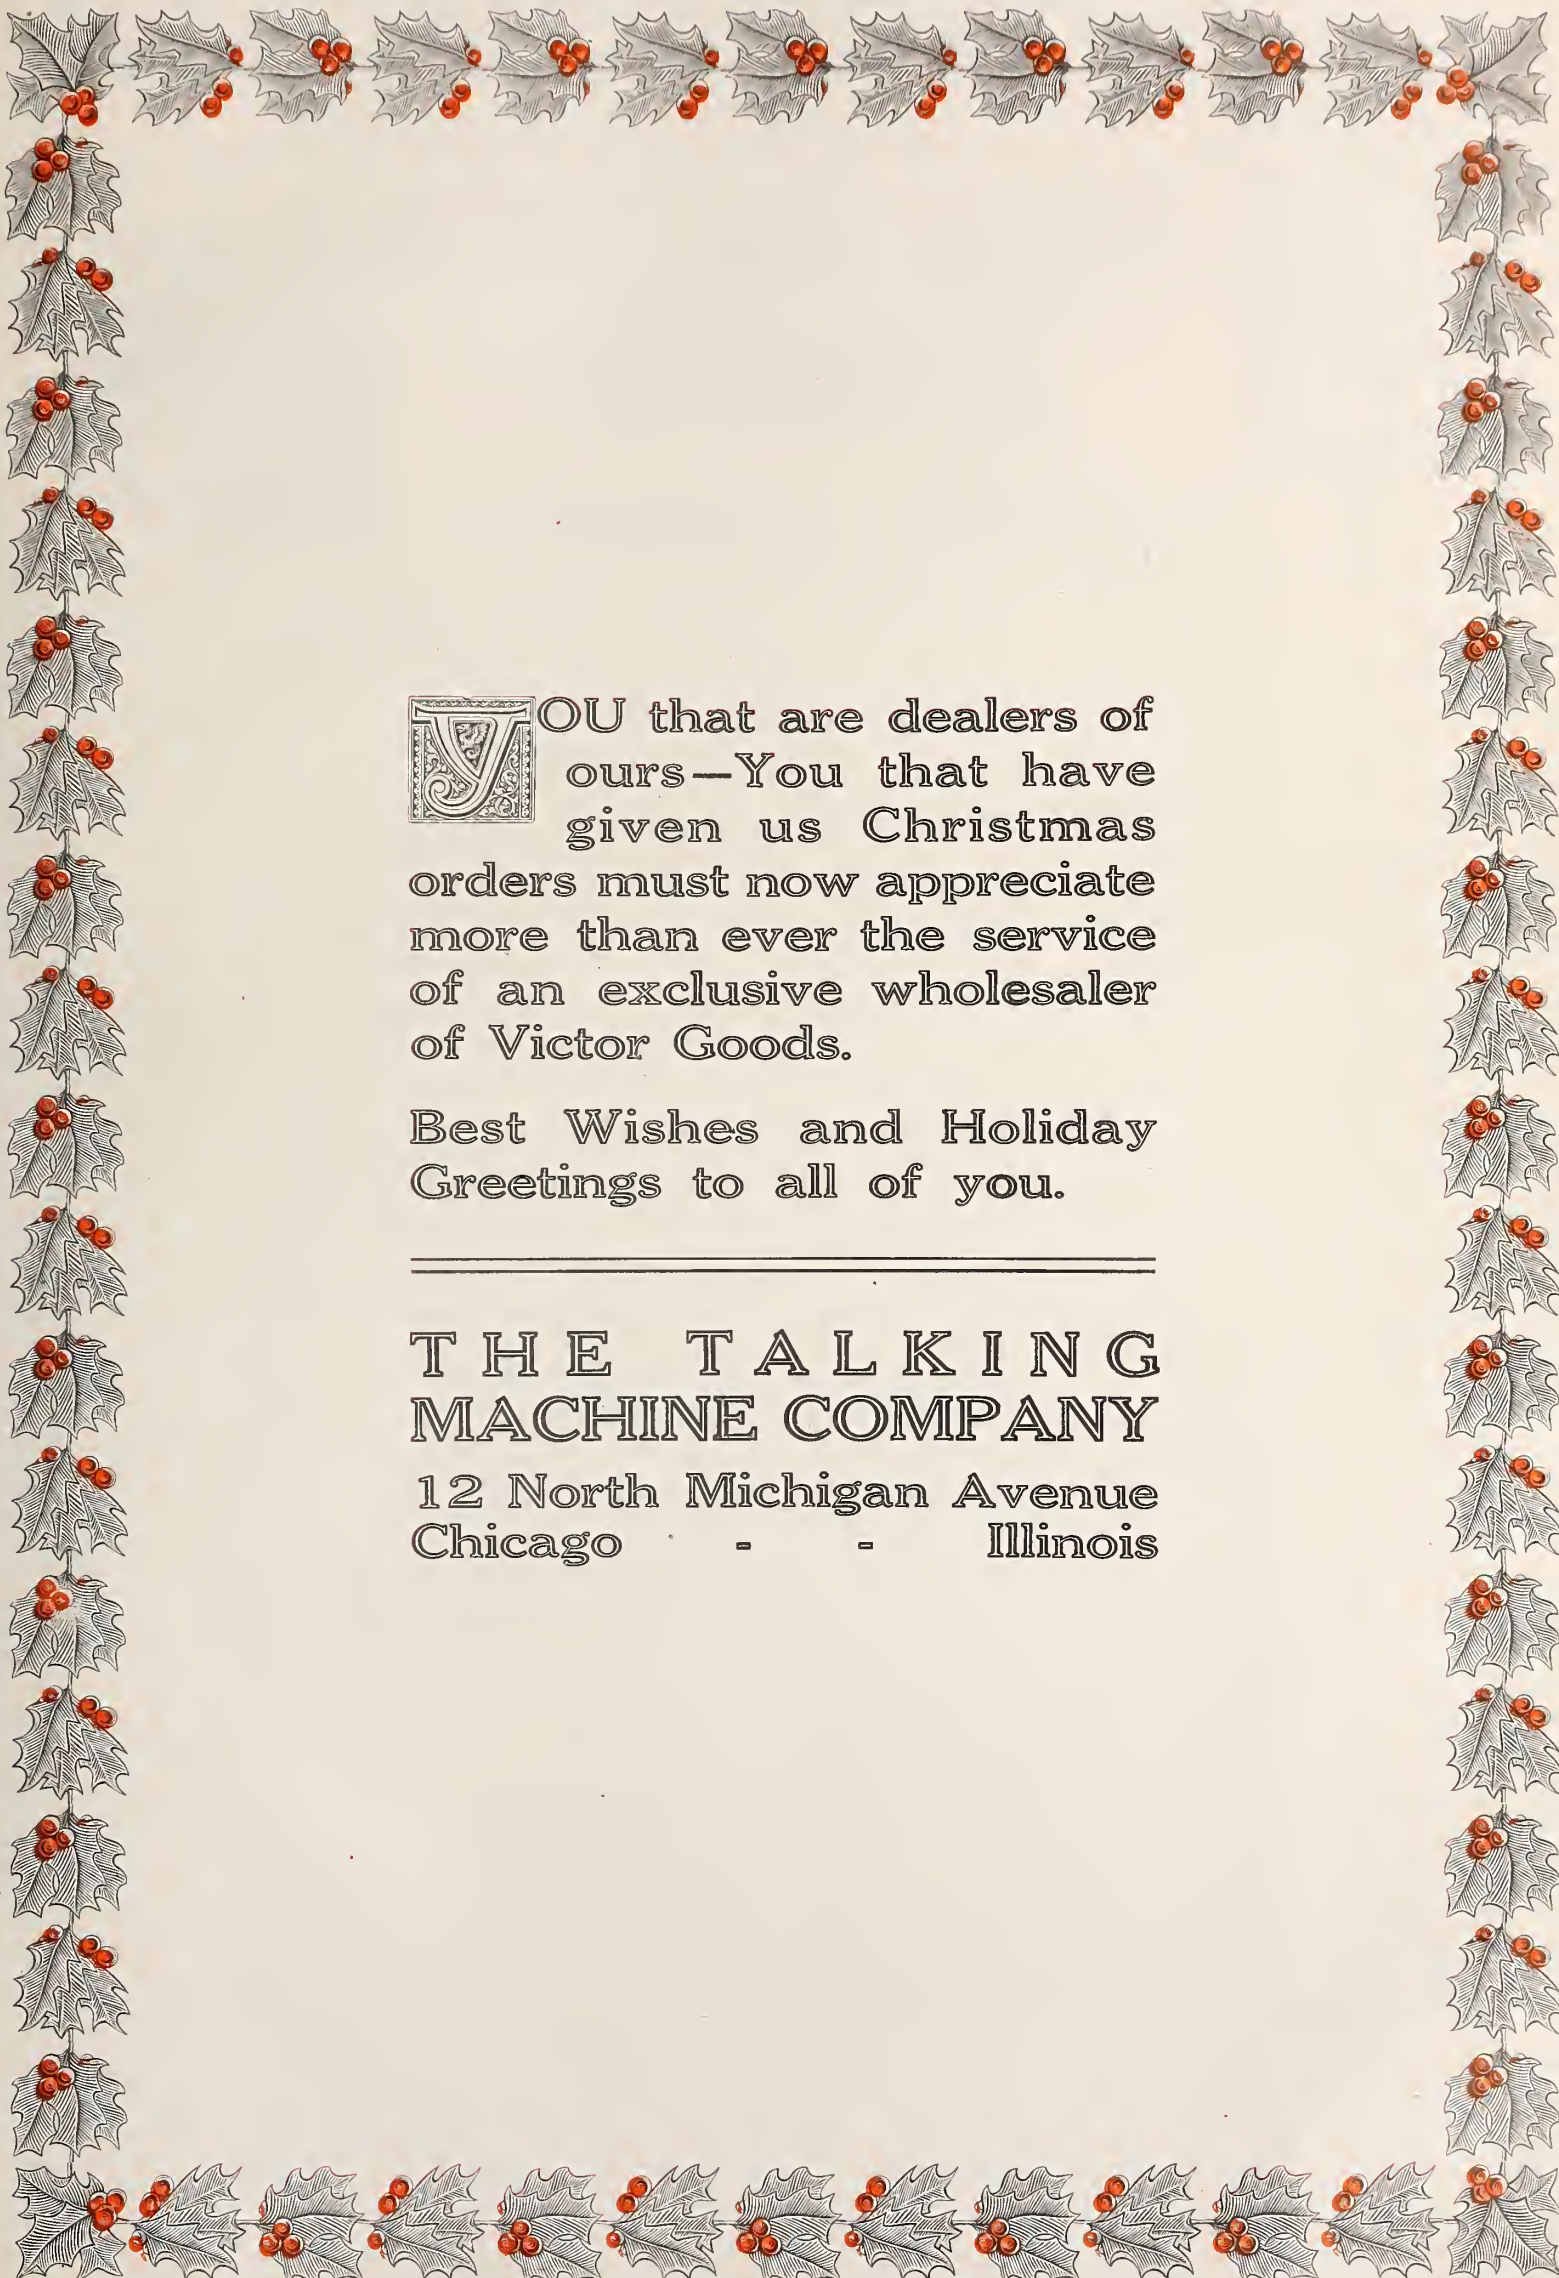 YOU that are dealers of
ours—You that have
given us Christmas
orders must now appreciate
more than ever the service
of an exclusive wholesaler
of Victor Goods.
Best Wishes and Holiday
Greetings to all of you.
THE TALKING
MACHINE COMPANY
12 North Michigan Avenue
Chicago - - Illinois